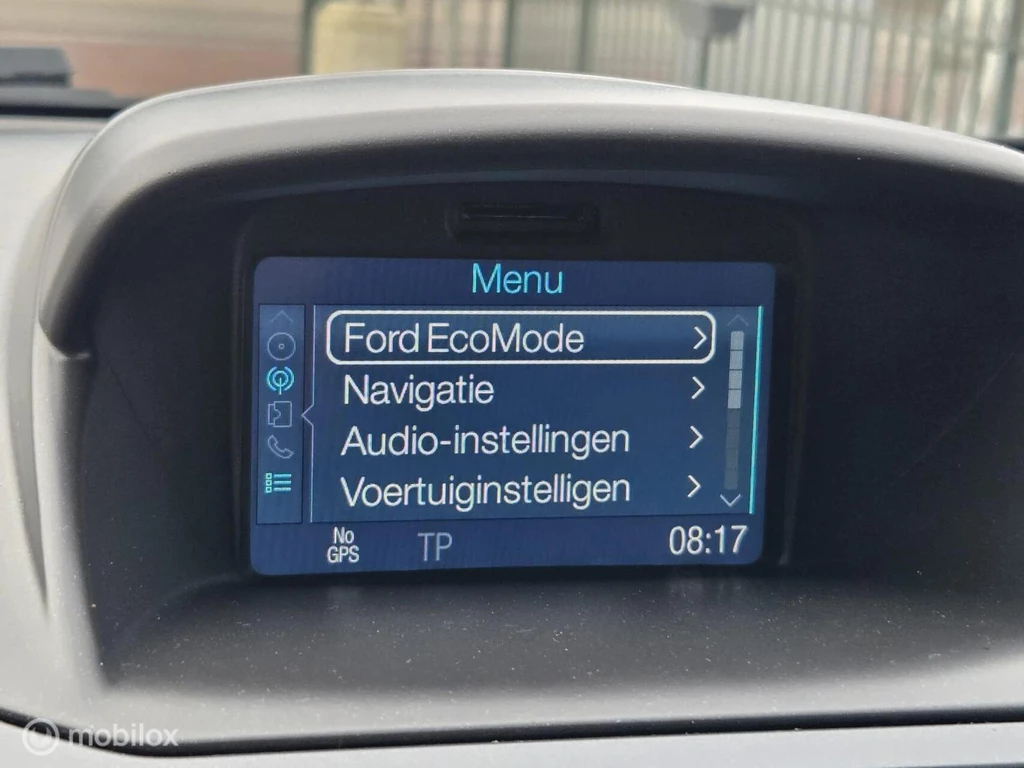 Menu
Ford EcoMode
Navigatie
Audio-instellingen
Voertuiginstelligen
No
GPS
TP
08:17
mobilox